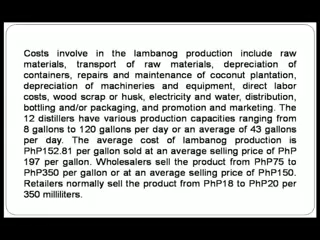 Costs involve in the lambanog production include raw
materials, transport of raw materials, depreciation of
containers, repairs and maintenance of coconut plantation,
depreciation of machineries and equipment, direct labor
costs, wood scrap or husk, electricity and water, distribution,
bottling and/or packaging, and promotion and marketing. The
12 distillers have various production capacities ranging from
8 gallons to 120 gallons per day or an average of 43 gallons
per day. The average cost of lambanog production is
PhP152.81 per gallon sold at an average selling price of PhP
197 per gallon. Wholesalers sell the product from PhP75 to
PhP350 per gallon or at an average selling price of PhP150.
Retailers normally sell the product from PhP18 to PhP20 per
350 milliliters.